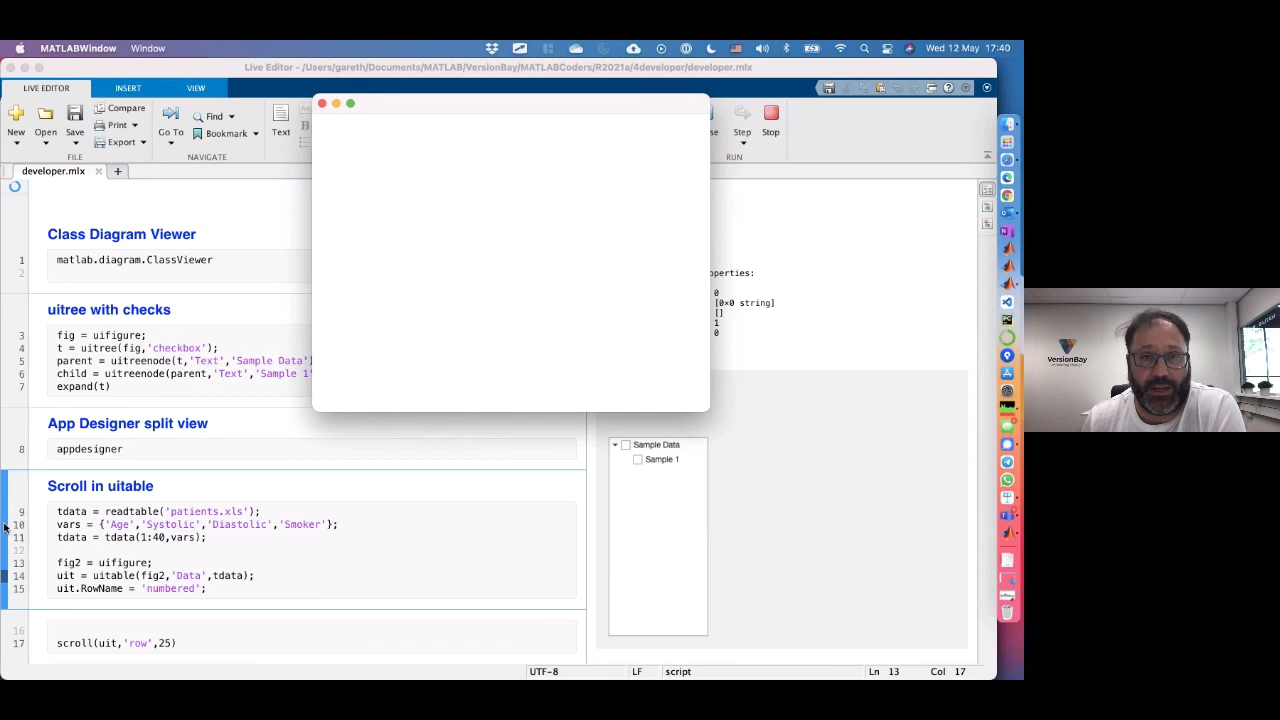 MATLABWindow Window
Wed 12 May 17:40
Live Editor - /Users/gareth/Documents/MATLAB/VersionBay/MATLABCoders/R2021a/4developer/developer.mlx
LIVE EDITOR INSERT VIEW
New Open Save Compare Print Export
Go To Find Bookmark
Text
Step Stop
FILE NAVIGATE RUN
developer.mlx
Class Diagram Viewer
1 matlab.diagram.ClassViewer
2
uitree with checks
3 fig = uifigure;
4 t = uitree(fig,'checkbox');
5 parent = uitreenode(t,'Text','Sample Data')
6 child = uitreenode(parent,'Text','Sample 1'
7 expand(t)
App Designer split view
8 appdesigner
Scroll in uitable
9 tdata = readtable('patients.xls');
10 vars = {'Age','Systolic','Diastolic','Smoker'};
11 tdata = tdata(1:40,vars);
12
13 fig2 = uifigure;
14 uit = uitable(fig2,'Data',tdata);
15 uit.RowName = 'numbered';
16
17 scroll(uit,'row',25)
operties:
0
[0×0 string]
[]
1
0
Sample Data
Sample 1
UTF-8 LF script Ln 13 Col 17
VersionBay